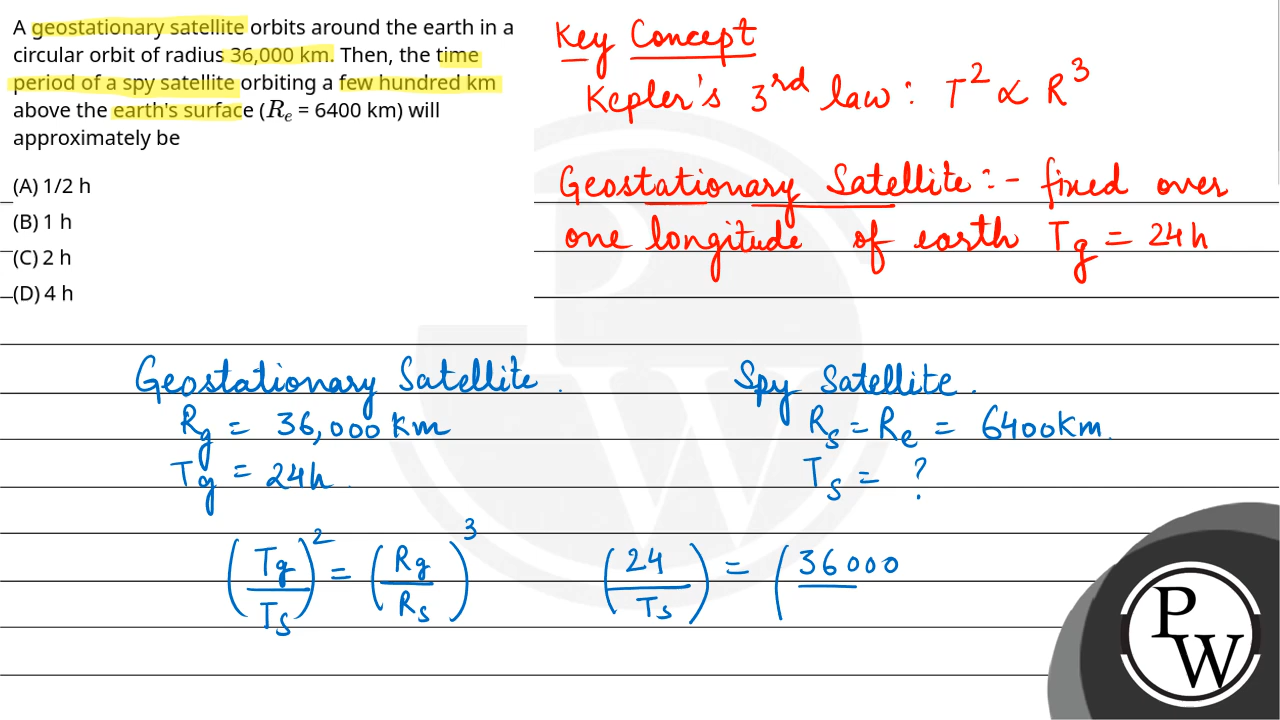 A geostationary satellite orbits around the earth in a
circular orbit of radius 36,000 km. Then, the time
period of a spy satellite orbiting a few hundred km
above the earth's surface (Rₑ = 6400 km) will
approximately be
(A) 1/2 h
(B) 1 h
(C) 2 h
(D) 4 h
Key Concept
Kepler's 3rd law : T² ∝ R³
Geostationary Satellite :- fixed over
one longitude of earth Tg = 24h
Geostationary Satellite.
Rg = 36,000 km
Tg = 24h.
(Tg/Ts)² = (Rg/Rs)³
Spy Satellite.
Rs = Re = 6400km.
Ts = ?
(24/Ts) = (36000
PW
PW